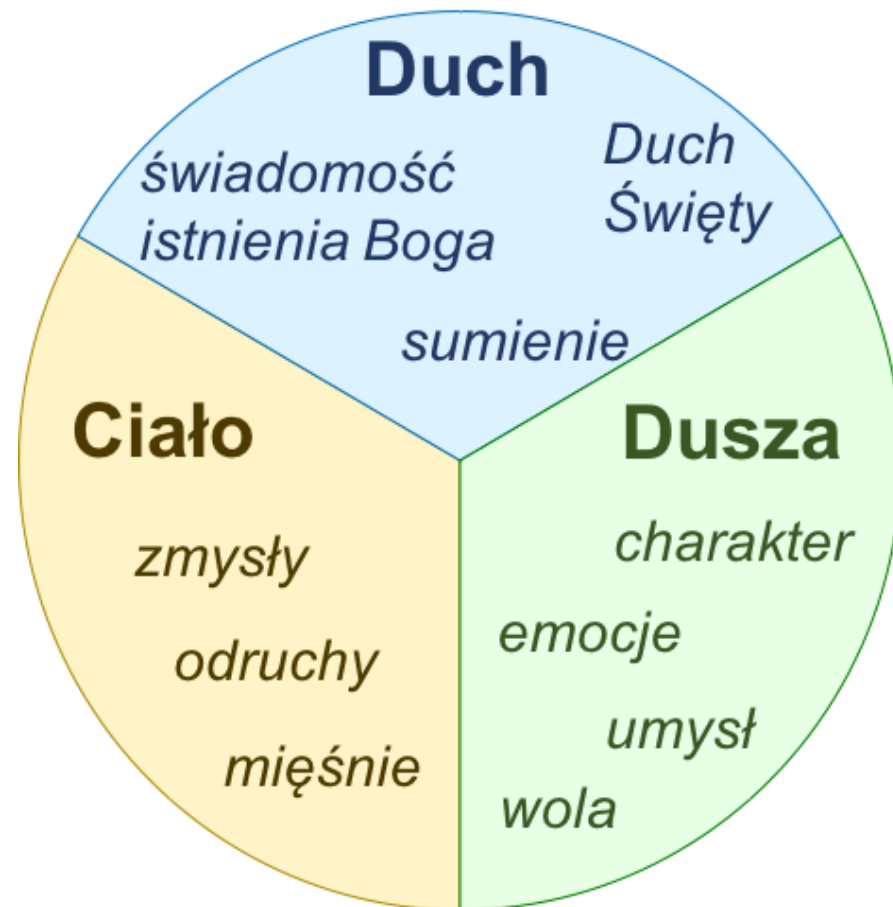 Duch
świadomość
istnienia Boga
Duch
Święty
sumienie
Ciało
zmysły
odruchy
mięśnie
Dusza
charakter
emocje
umysł
wola